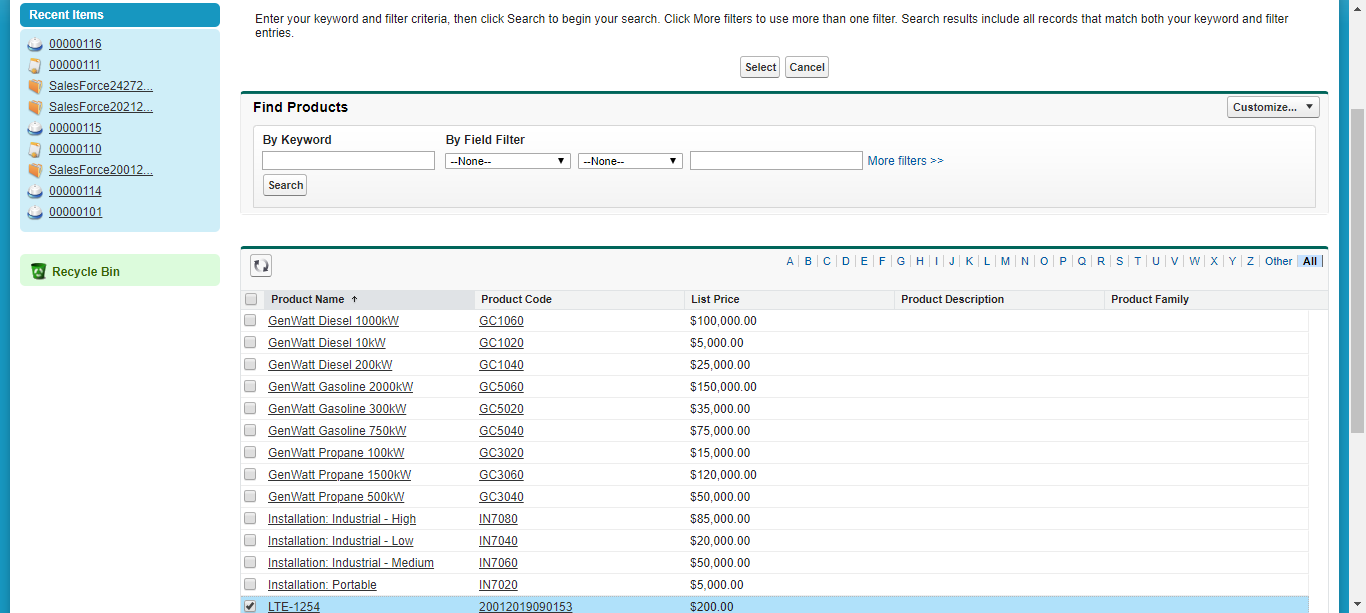 Recent Items
00000116
00000111
SalesForce24272...
SalesForce20212...
00000115
00000110
SalesForce20012...
00000114
00000101
Recycle Bin
Enter your keyword and filter criteria, then click Search to begin your search. Click More filters to use more than one filter. Search results include all records that match both your keyword and filter
entries.
Select Cancel
Find Products
Customize...
By Keyword By Field Filter
--None-- --None-- More filters >>
Search
A B C D E F G H I J K L M N O P Q R S T U V W X Y Z Other All
Product Name Product Code List Price Product Description Product Family
GenWatt Diesel 1000kW GC1060 $100,000.00
GenWatt Diesel 10kW GC1020 $5,000.00
GenWatt Diesel 200kW GC1040 $25,000.00
GenWatt Gasoline 2000kW GC5060 $150,000.00
GenWatt Gasoline 300kW GC5020 $35,000.00
GenWatt Gasoline 750kW GC5040 $75,000.00
GenWatt Propane 100kW GC3020 $15,000.00
GenWatt Propane 1500kW GC3060 $120,000.00
GenWatt Propane 500kW GC3040 $50,000.00
Installation: Industrial - High IN7080 $85,000.00
Installation: Industrial - Low IN7040 $20,000.00
Installation: Industrial - Medium IN7060 $50,000.00
Installation: Portable IN7020 $5,000.00
LTE-1254 20012019090153 $200.00